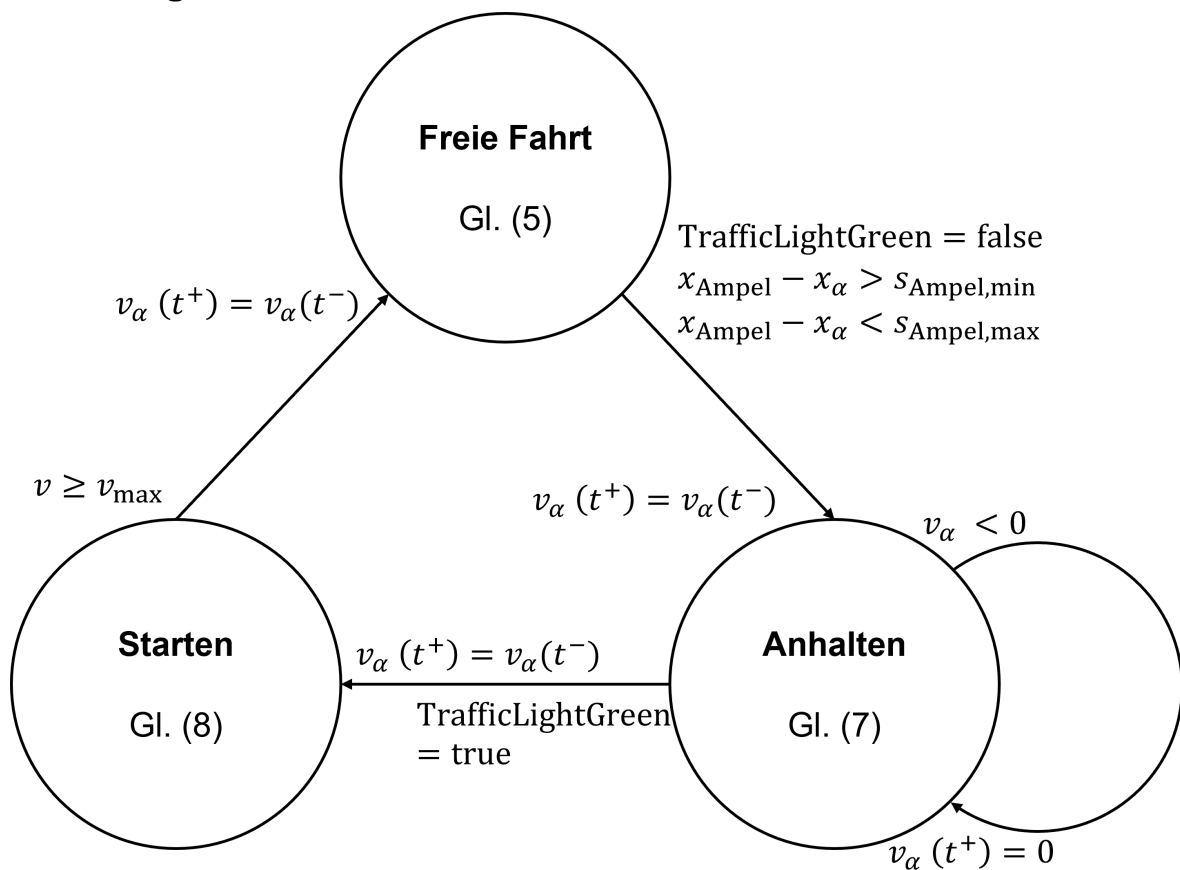 Freie Fahrt
Gl. (5)
TrafficLightGreen = false
x_Ampel − x_α > s_Ampel,min
x_Ampel − x_α < s_Ampel,max
v_α (t⁺) = v_α(t⁻)
v ≥ v_max
v_α (t⁺) = v_α(t⁻)
v_α < 0
Starten
Gl. (8)
v_α (t⁺) = v_α(t⁻)
TrafficLightGreen
= true
Anhalten
Gl. (7)
v_α (t⁺) = 0